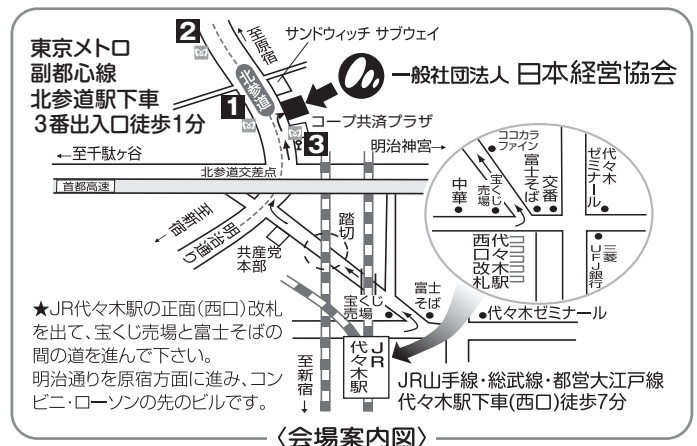 東京メトロ
副都心線
北参道駅下車
3番出入口徒歩1分
2
至原宿
サンドウィッチ サブウェイ
北参道
一般社団法人 日本経営協会
1
コープ共済プラザ
3
←至千駄ヶ谷
北参道交差点
明治神宮→
首都高速
至新宿
明治通り
共産党
本部
踏切
宝くじ
売場
富士
そば
代々木ゼミナール
ココカラ
ファイン
中華
宝くじ
売場
富士そば
交番
代々木
ゼミナール
代々木駅
西口改札
三菱
UFJ銀行
★JR代々木駅の正面(西口)改札
を出て、宝くじ売場と富士そばの
間の道を進んで下さい。
明治通りを原宿方面に進み、コン
ビニ・ローソンの先のビルです。
至新宿
↓
JR
代々木駅
JR山手線・総武線・都営大江戸線
代々木駅下車(西口)徒歩7分
〈会場案内図〉